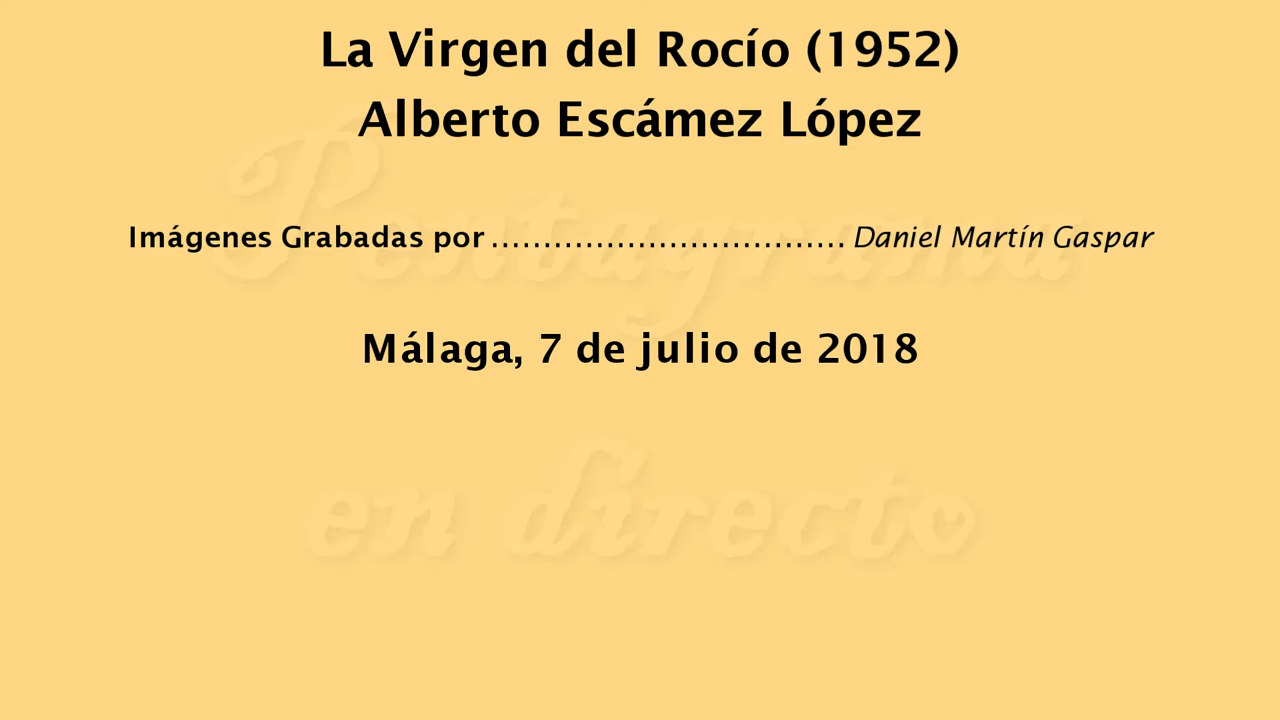 La Virgen del Rocío (1952)
Alberto Escámez López
Imágenes Grabadas por .................................. Daniel Martín Gaspar
Pentagrama
Málaga, 7 de julio de 2018
en directo